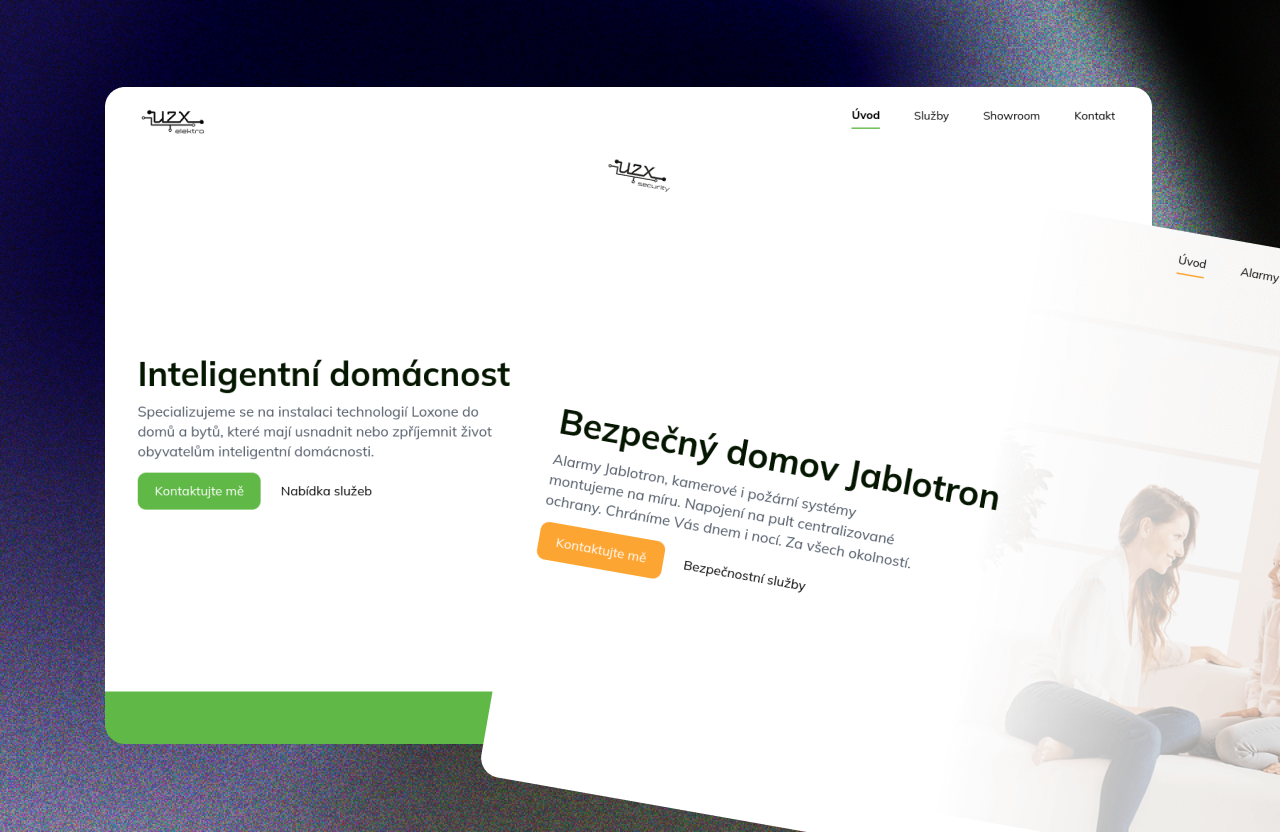 uzx
elektro
Úvod
Služby
Showroom
Kontakt
Inteligentní domácnost
Specializujeme se na instalaci technologií Loxone do
domů a bytů, které mají usnadnit nebo zpříjemnit život
obyvatelům inteligentní domácnosti.
Kontaktujte mě
Nabídka služeb
uzx
security
Úvod
Alarmy
Bezpečný domov Jablotron
Alarmy Jablotron, kamerové i požární systémy
montujeme na míru. Napojení na pult centralizované
ochrany. Chráníme Vás dnem i nocí. Za všech okolností.
Kontaktujte mě
Bezpečnostní služby